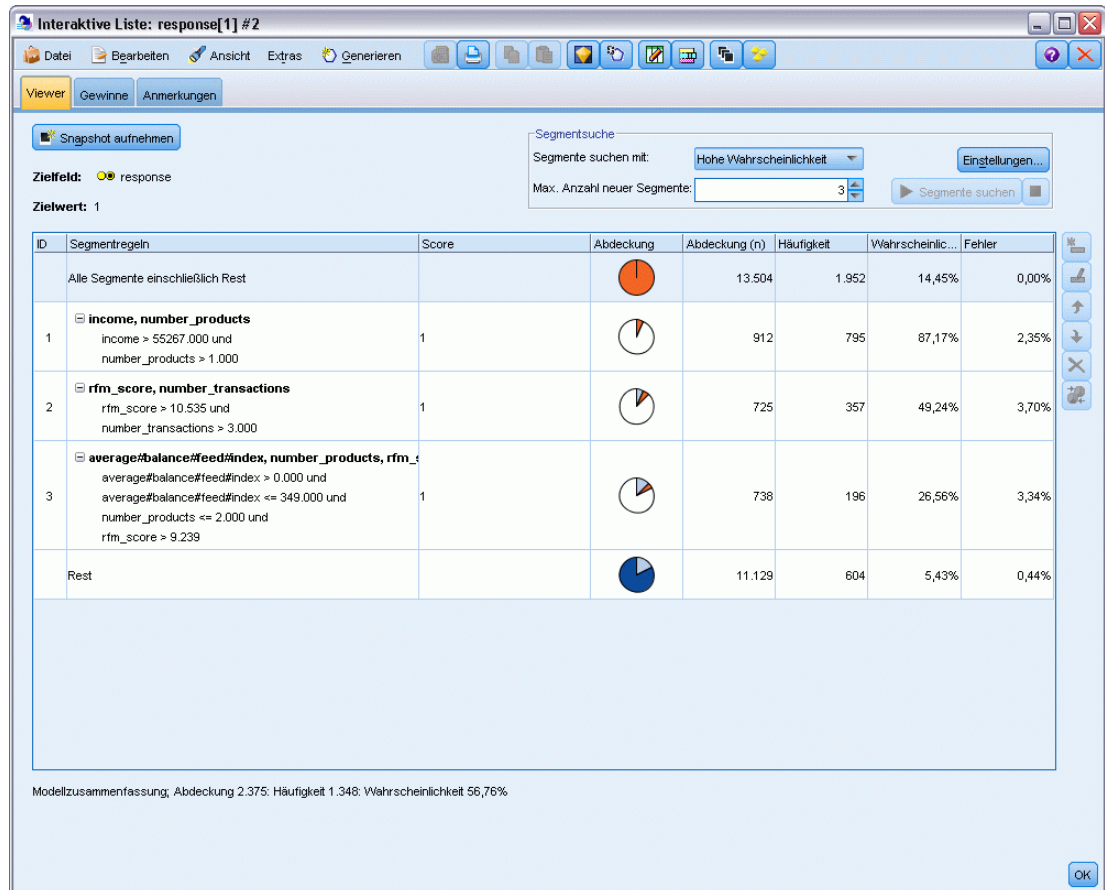 Interaktive Liste: response[1] #2
Datei Bearbeiten Ansicht Extras Generieren
Viewer Gewinne Anmerkungen
Snapshot aufnehmen
Segmentsuche
Segmente suchen mit: Hohe Wahrscheinlichkeit Einstellungen...
Zielfeld: response
Max. Anzahl neuer Segmente: 3 Segmente suchen
Zielwert: 1
ID Segmentregeln Score Abdeckung Abdeckung (n) Häufigkeit Wahrscheinlic... Fehler
Alle Segmente einschließlich Rest 13.504 1.952 14,45% 0,00%
income, number_products
1 income > 55267.000 und 1 912 795 87,17% 2,35%
number_products > 1.000
rfm_score, number_transactions
2 rfm_score > 10.535 und 1 725 357 49,24% 3,70%
number_transactions > 3.000
average#balance#feed#index, number_products, rfm_
average#balance#feed#index > 0.000 und
3 average#balance#feed#index <= 349.000 und 1 738 196 26,56% 3,34%
number_products <= 2.000 und
rfm_score > 9.239
Rest 11.129 604 5,43% 0,44%
Modellzusammenfassung; Abdeckung 2.375: Häufigkeit 1.348: Wahrscheinlichkeit 56,76%
OK